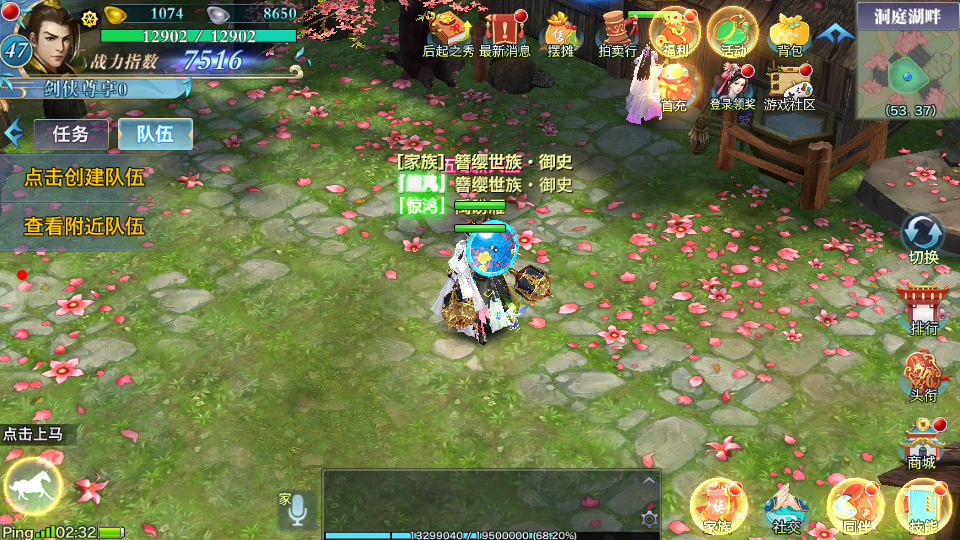 1074
8650
12902 / 12902
47
战力指数 7516
剑侠尊享0
任务
队伍
点击创建队伍
查看附近队伍
后起之秀
最新消息
摆摊
拍卖行
福利
活动
背包
首充
登录领奖
游戏社区
洞庭湖畔
(53, 37)
[家族] 簪缨世族·御史
簪缨世族·御史
「惊鸿」
切换
排行
头衔
商城
点击上马
家
Ping
02:32
13299040 / 19500000 (68.20%)
家族
社交
同伴
技能